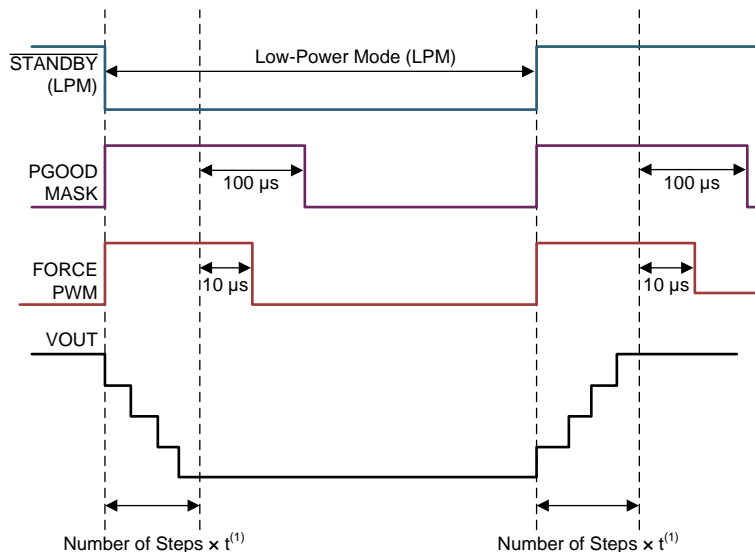 STANDBY
(LPM)
Low-Power Mode (LPM)
PGOOD
MASK
100 µs
100 µs
FORCE
PWM
10 µs
10 µs
VOUT
Number of Steps × t(1)
Number of Steps × t(1)